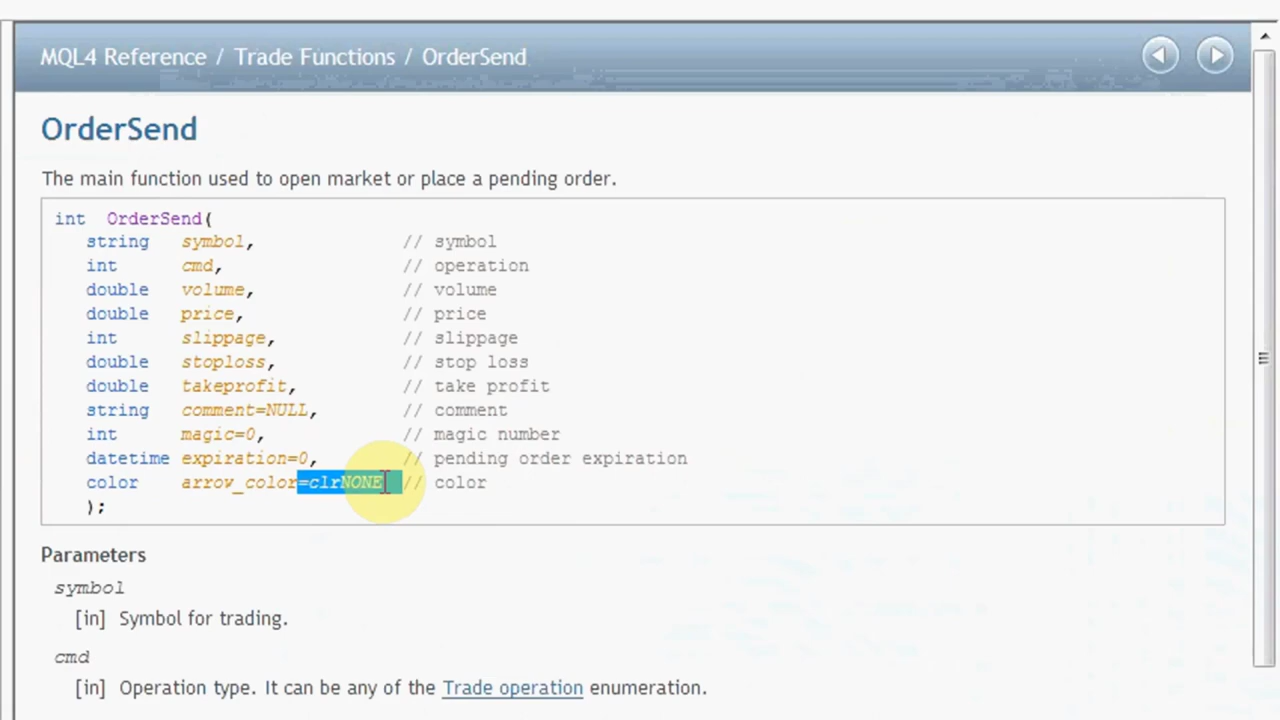 MQL4 Reference / Trade Functions / OrderSend
OrderSend
The main function used to open market or place a pending order.
int OrderSend(
string symbol, // symbol
int cmd, // operation
double volume, // volume
double price, // price
int slippage, // slippage
double stoploss, // stop loss
double takeprofit, // take profit
string comment=NULL, // comment
int magic=0, // magic number
datetime expiration=0, // pending order expiration
color arrow_color=clrNONE // color
);
Parameters
symbol
[in] Symbol for trading.
cmd
[in] Operation type. It can be any of the Trade operation enumeration.